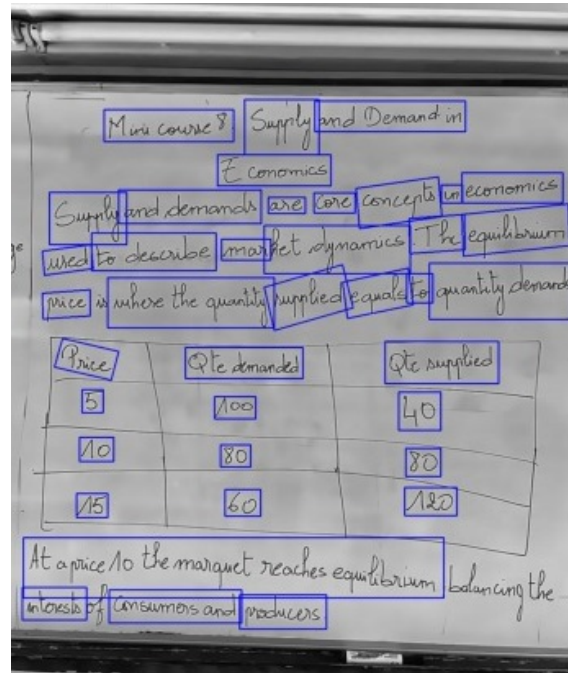 Mini course 8 Supply and Demand in
Economics
Supply and demands are core concepts in economics
used to describe market dynamics. The equilibrium
price is where the quantity supplied equals to quantity demand
Price Qte demanded Qte supplied
5 100 40
10 80 80
15 60 120
At a price 10 the marquet reaches equilibrium balancing the
interests of consumers and producers